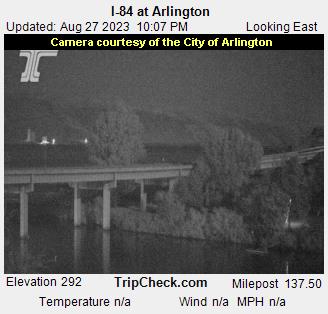 I-84 at Arlington
Updated: Aug 27 2023 10:07 PM Looking East
Camera courtesy of the City of Arlington
Elevation 292 TripCheck.com Milepost 137.50
Temperature n/a Wind n/a MPH n/a